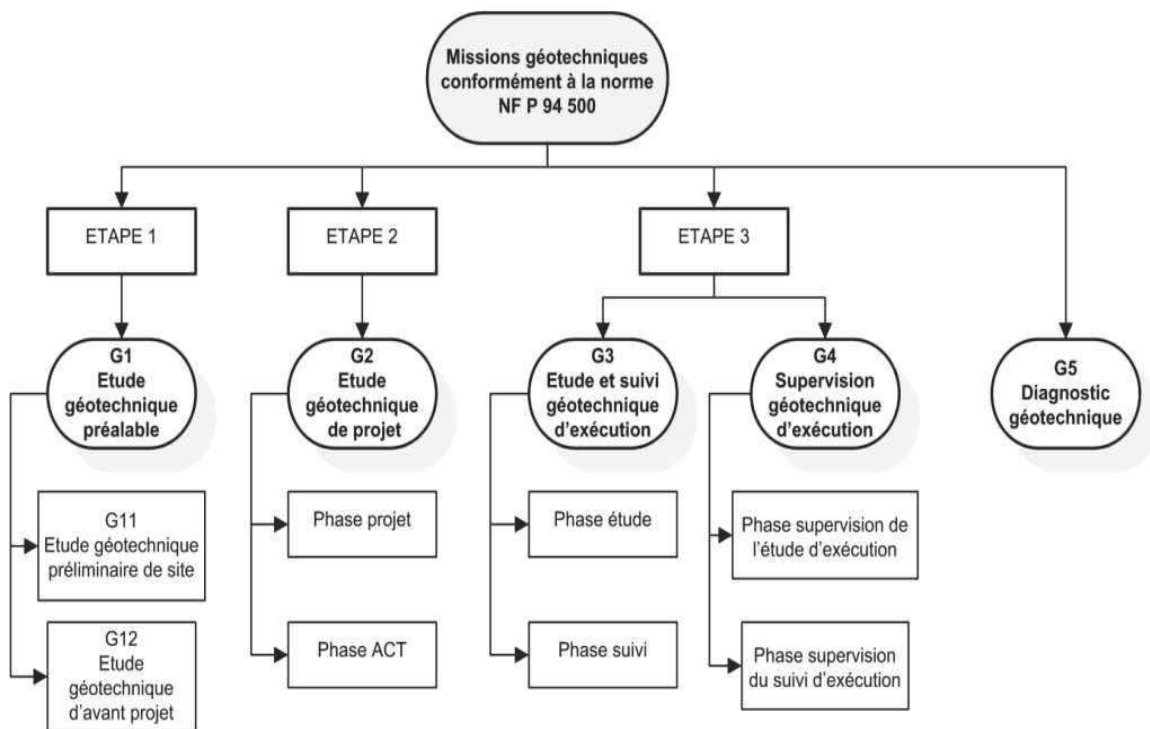 Missions géotechniques
conformément à la norme
NF P 94 500
ETAPE 1
ETAPE 2
ETAPE 3
G1
Etude
géotechnique
préalable
G2
Etude
géotechnique
de projet
G3
Etude et suivi
géotechnique
d'exécution
G4
Supervision
géotechnique
d'exécution
G5
Diagnostic
géotechnique
G11
Etude géotechnique
préliminaire de site
Phase projet
Phase étude
Phase supervision de
l'étude d'exécution
G12
Etude
géotechnique
d'avant projet
Phase ACT
Phase suivi
Phase supervision
du suivi d'exécution